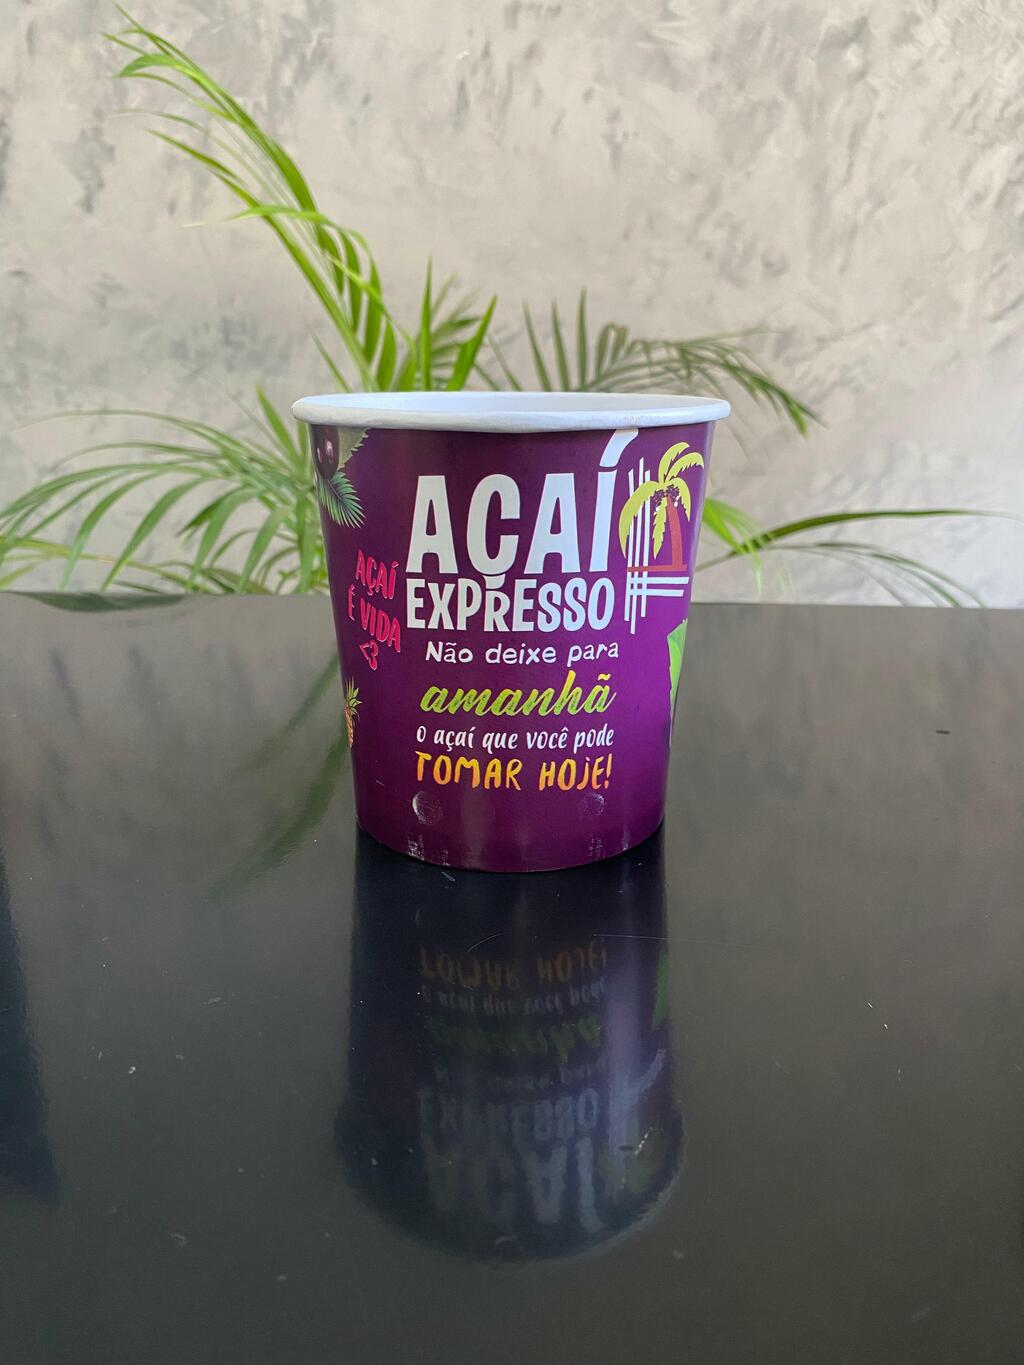 AÇAÍ
EXPRESSO
Não deixe para
amanhã
o açaí que você pode
TOMAR HOJE!
AÇAÍ
É VIDA
<3